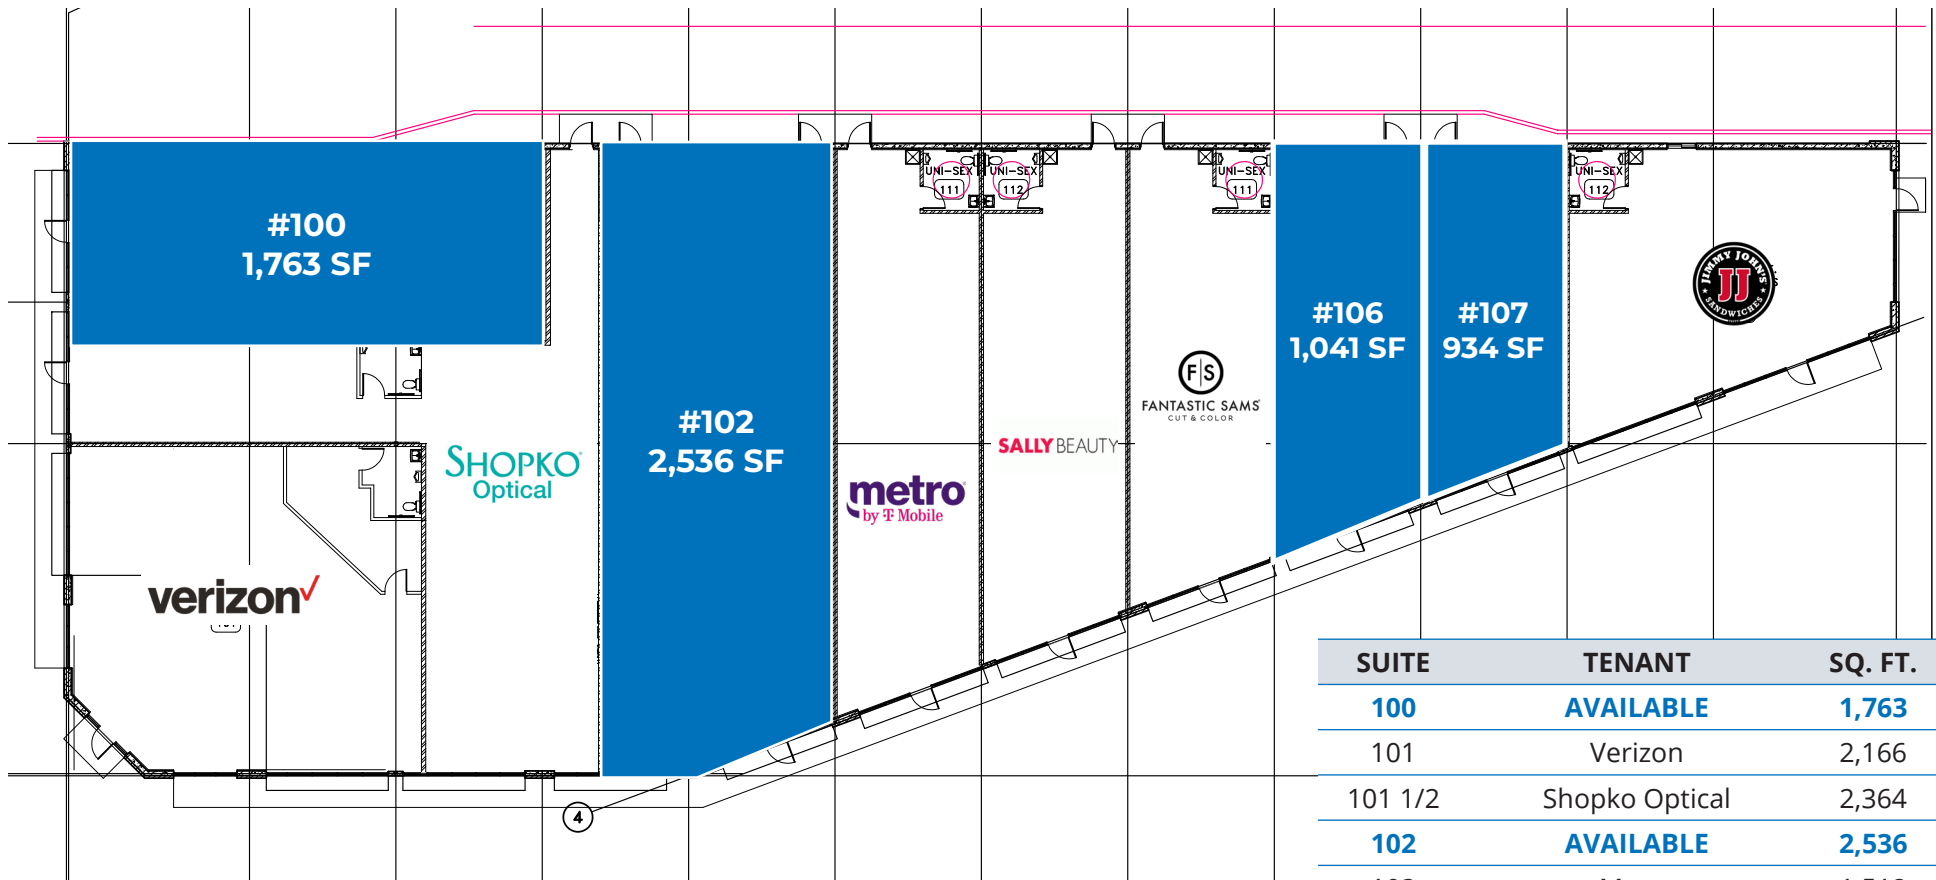 UNI-SEX
111
UNI-SEX
112
UNI-SEX
111
UNI-SEX
112
#100
1,763 SF
#102
2,536 SF
#106
1,041 SF
#107
934 SF
JIMMY JOHN'S
JJ
SANDWICHES
F|S
FANTASTIC SAMS
CUT & COLOR
SALLY BEAUTY
SHOPKO
Optical
metro
by T Mobile
verizon
4
SUITE TENANT SQ. FT.
100 AVAILABLE 1,763
101 Verizon 2,166
101 1/2 Shopko Optical 2,364
102 AVAILABLE 2,536